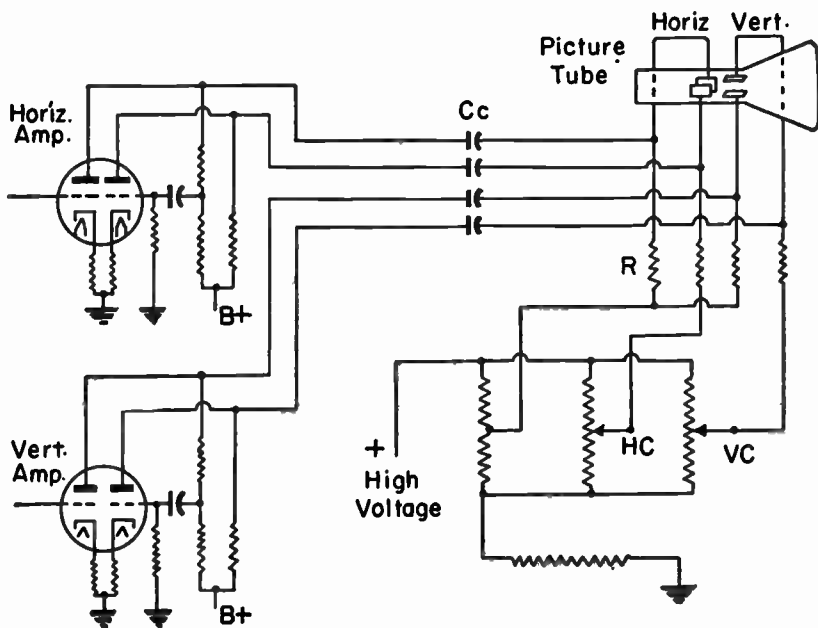 Horiz
Vert.
Picture
Tube
Horiz.
Amp.
Cc
R
B+
Vert.
Amp.
+
High
Voltage
HC
VC
B+